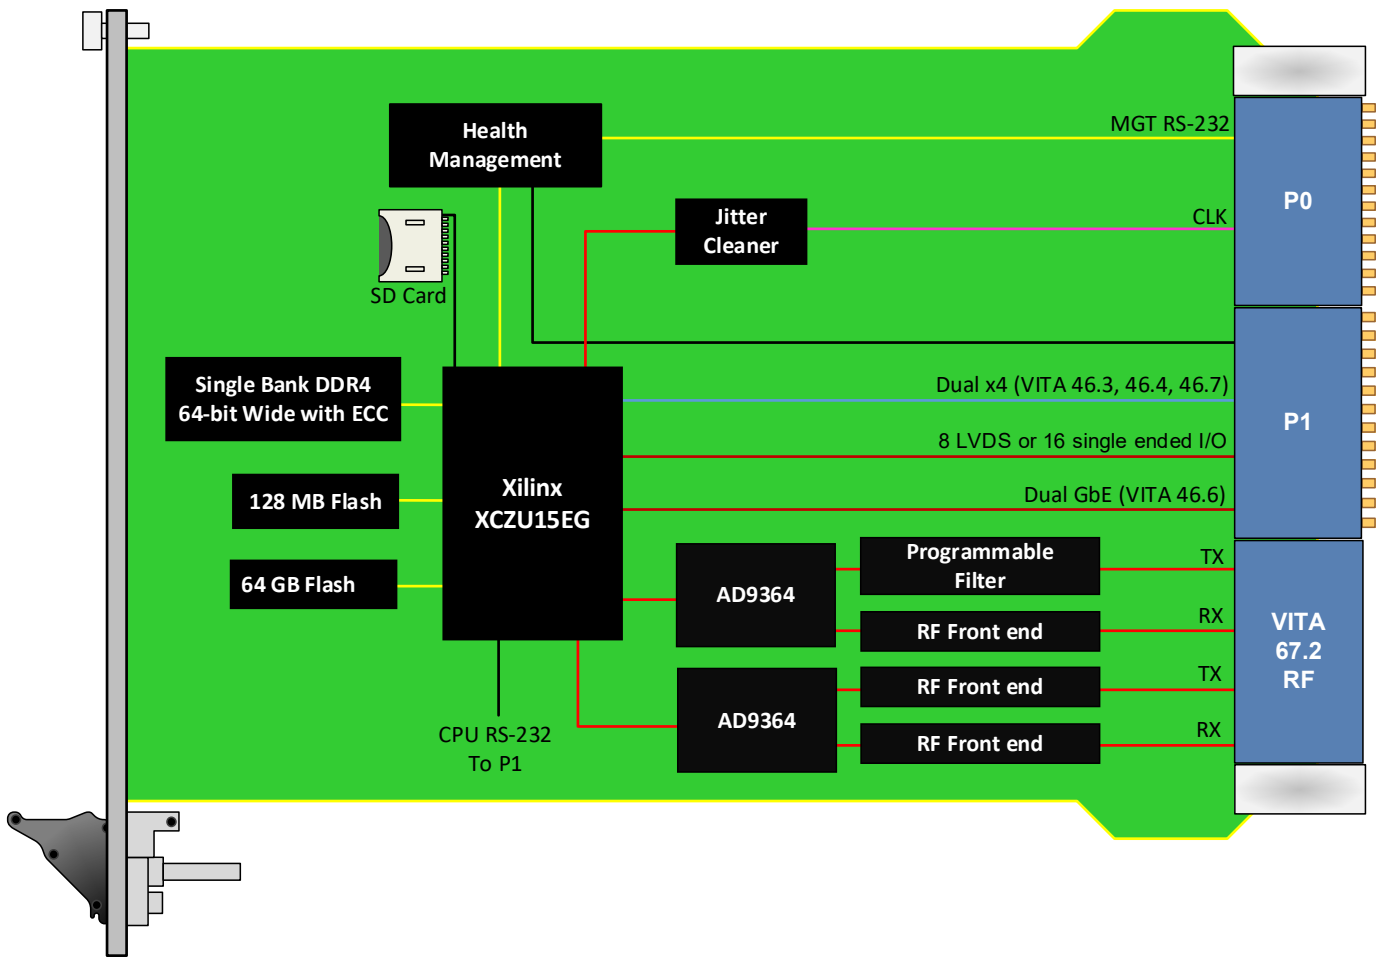 Health
Management
MGT RS-232
P0
Jitter
Cleaner
CLK
SD Card
Single Bank DDR4
64-bit Wide with ECC
Dual x4 (VITA 46.3, 46.4, 46.7)
P1
8 LVDS or 16 single ended I/O
128 MB Flash
Xilinx
XCZU15EG
Dual GbE (VITA 46.6)
64 GB Flash
AD9364
Programmable
Filter
TX
RF Front end
RX
VITA
67.2
RF
AD9364
RF Front end
TX
RF Front end
RX
CPU RS-232
To P1